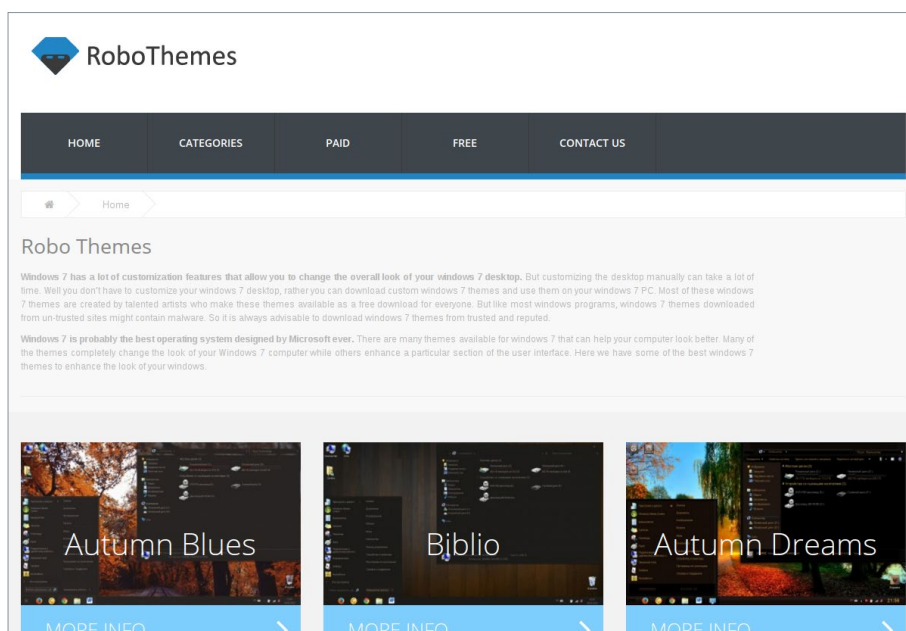 RoboThemes
HOME CATEGORIES PAID FREE CONTACT US
Home
Robo Themes
Windows 7 has a lot of customization features that allow you to change the overall look of your windows 7 desktop. But customizing the desktop manually can take a lot of
time. Well you don't have to customize your windows 7 desktop, rather you can download custom windows 7 themes and use them on your windows 7 PC. Most of these windows
7 themes are created by talented artists who make these themes available as a free download for everyone. But like most windows programs, windows 7 themes downloaded
from un-trusted sites might contain malware. So it is always advisable to download windows 7 themes from trusted and reputed.
Windows 7 is probably the best operating system designed by Microsoft ever. There are many themes available for windows 7 that can help your computer look better. Many of
the themes completely change the look of your Windows 7 computer while others enhance a particular section of the user interface. Here we have some of the best windows 7
themes to enhance the look of your windows.
Autumn Blues Biblio Autumn Dreams
MORE INFO MORE INFO MORE INFO